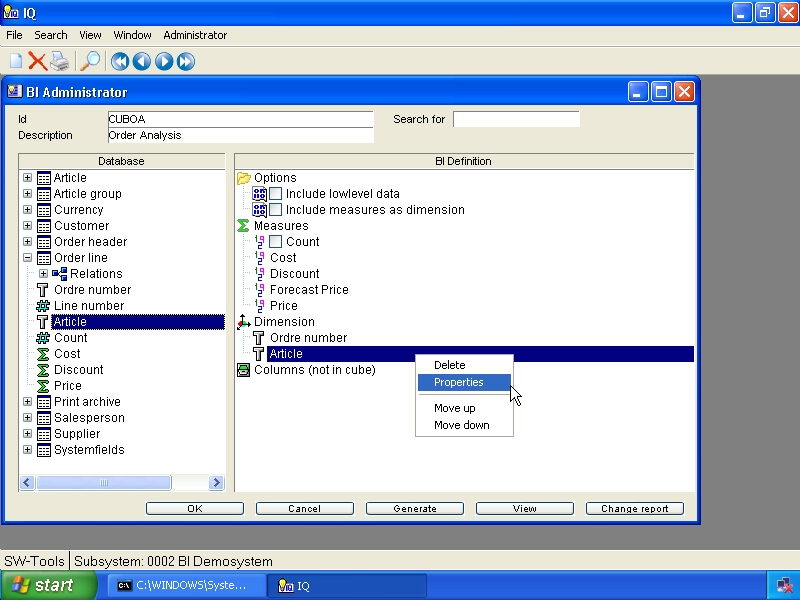 IQ
File Search View Window Administrator
BI Administrator
Id CUBOA Search for
Description Order Analysis
Database BI Definition
Article Options
Article group Include lowlevel data
Currency Include measures as dimension
Customer Measures
Order header Count
Order line Cost
Relations Discount
Ordre number Forecast Price
Line number Price
Article Dimension
Count Ordre number
Cost Article
Discount Columns (not in cube) Delete
Price Properties
Print archive
Salesperson Move up
Supplier Move down
Systemfields
OK Cancel Generate View Change report
SW-Tools Subsystem: 0002 BI Demosystem
start C:\WINDOWS\Syste... IQ